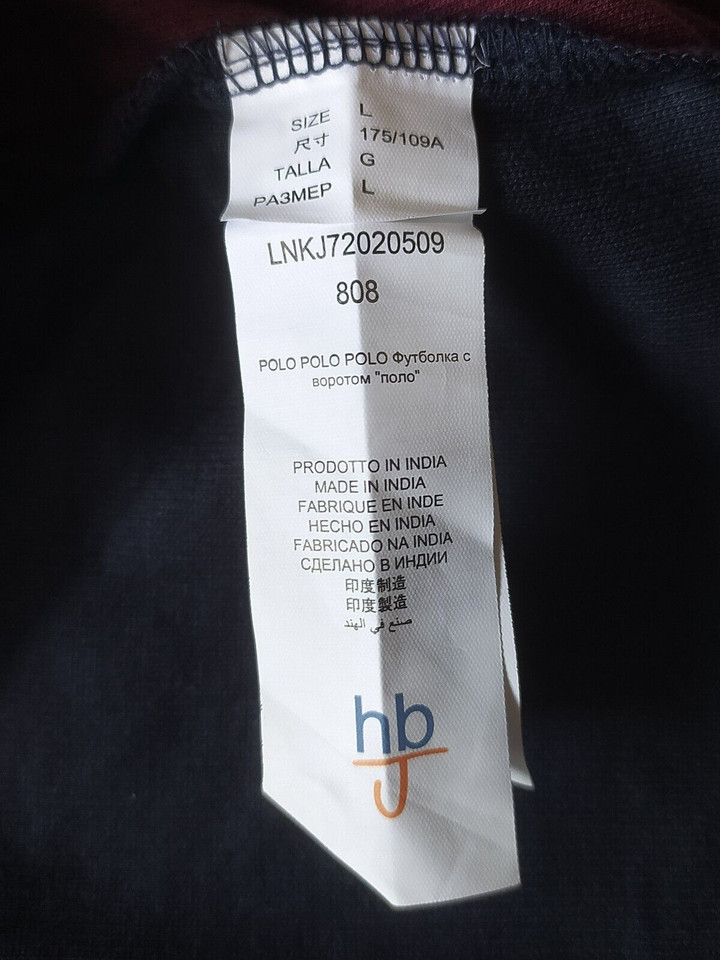 SIZE L
尺寸 175/109A
TALLA G
РАЗМЕР L
LNKJ72020509
808
POLO POLO POLO Футболка с
воротом "поло"
PRODOTTO IN INDIA
MADE IN INDIA
FABRIQUE EN INDE
HECHO EN INDIA
FABRICADO NA INDIA
СДЕЛАНО В ИНДИИ
印度制造
印度製造
صنع في الهند
hb
J